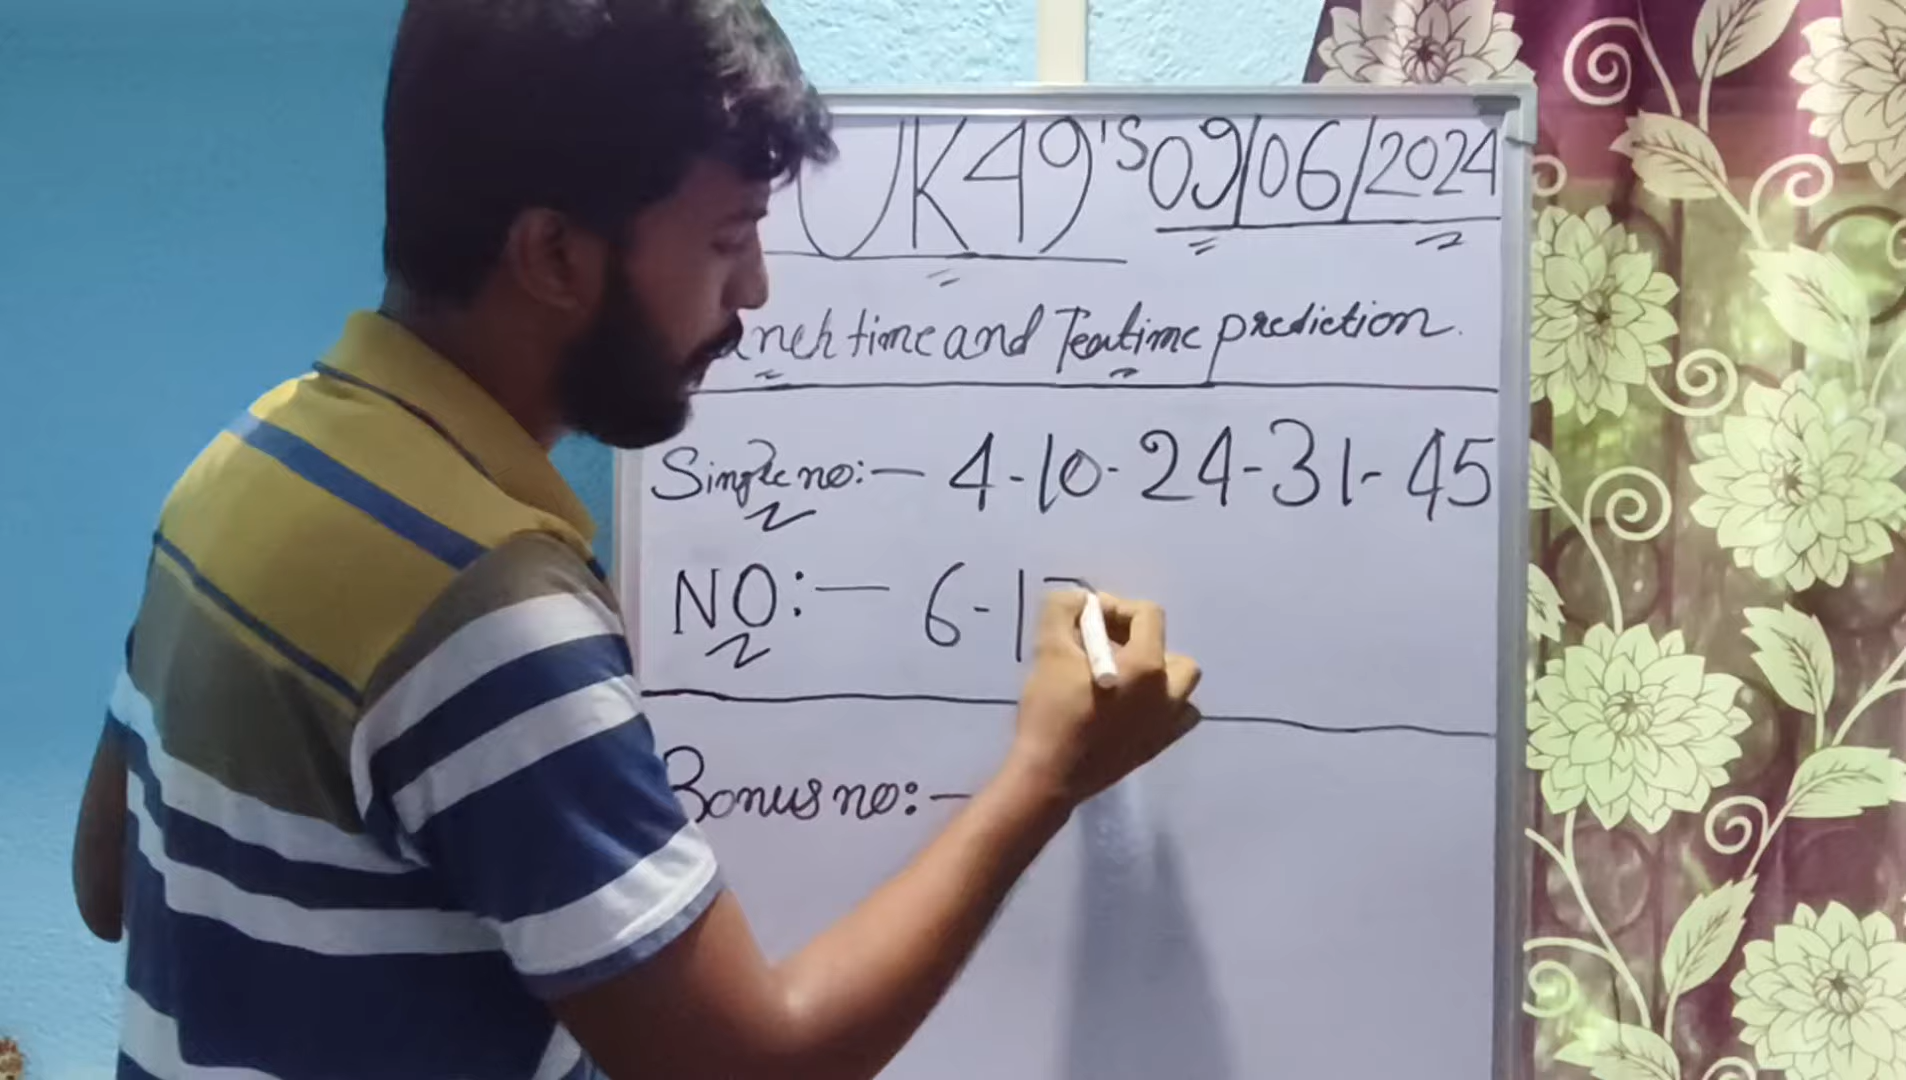 UK49'S 09/06/2024
time and Teatime prediction.
Single no:- 4-10-24-31-45
NO:- 6-1
Bonus no:-